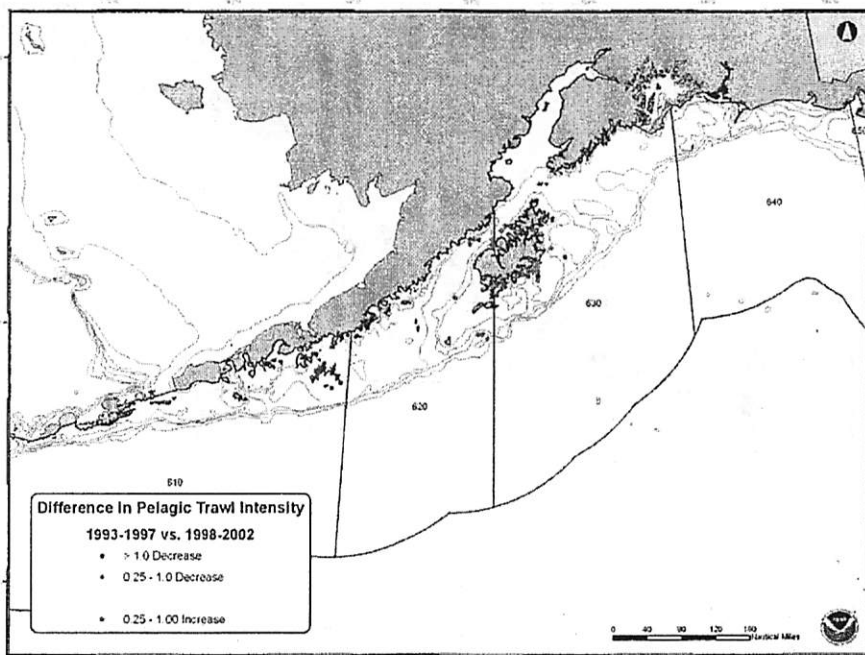 640
630
620
610
Difference in Pelagic Trawl Intensity
1993-1997 vs. 1998-2002
> 1.0 Decrease
0.25 - 1.0 Decrease
0.25 - 1.00 Increase
0 40 80 120 160
Nautical Miles